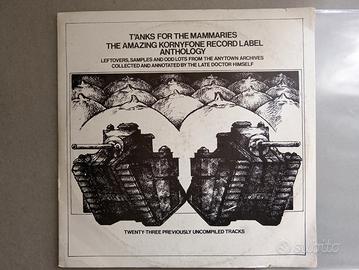 T'ANKS FOR THE MAMMARIES
THE AMAZING KORNYFONE RECORD LABEL
ANTHOLOGY
LEFTOVERS, SAMPLES AND ODD LOTS FROM THE ANYTOWN ARCHIVES
COLLECTED AND ANNOTATED BY THE LATE DOCTOR HIMSELF
TWENTY-THREE PREVIOUSLY UNCOMPILED TRACKS
subito